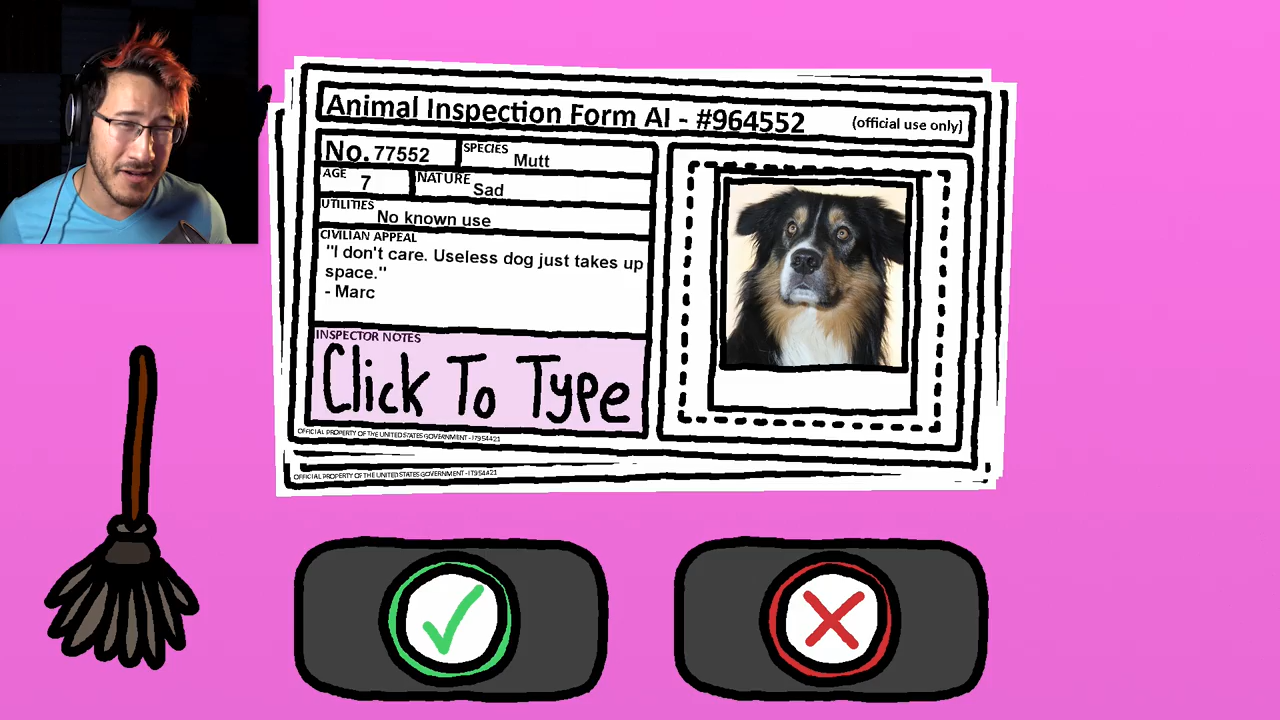 Animal Inspection Form AI - #964552
(official use only)
No. 77552
SPECIES
Mutt
AGE
7
NATURE
Sad
UTILITIES
No known use
CIVILIAN APPEAL
"I don't care. Useless dog just takes up
space."
- Marc
INSPECTOR NOTES
Click To Type
OFFICIAL PROPERTY OF THE UNITED STATES GOVERNMENT - IT954421
OFFICIAL PROPERTY OF THE UNITED STATES GOVERNMENT - IT954421